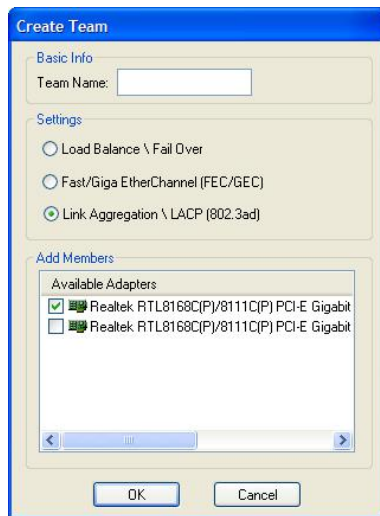 Create Team
Basic Info
Team Name:
Settings
Load Balance \ Fail Over
Fast/Giga EtherChannel (FEC/GEC)
Link Aggregation \ LACP (802.3ad)
Add Members
Available Adapters
Realtek RTL8168C(P)/8111C(P) PCI-E Gigabit
Realtek RTL8168C(P)/8111C(P) PCI-E Gigabit
OK
Cancel